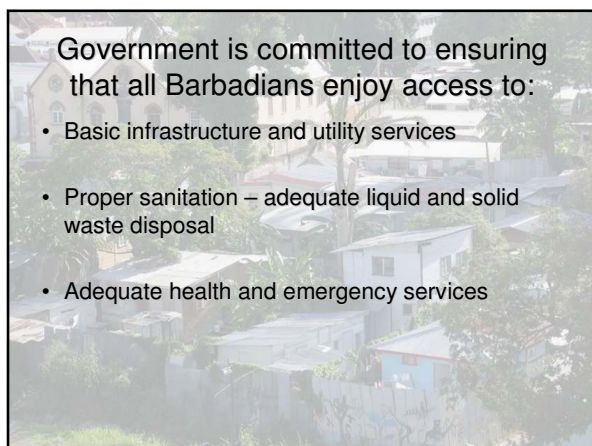 Government is committed to ensuring
that all Barbadians enjoy access to:
• Basic infrastructure and utility services
• Proper sanitation – adequate liquid and solid
waste disposal
• Adequate health and emergency services